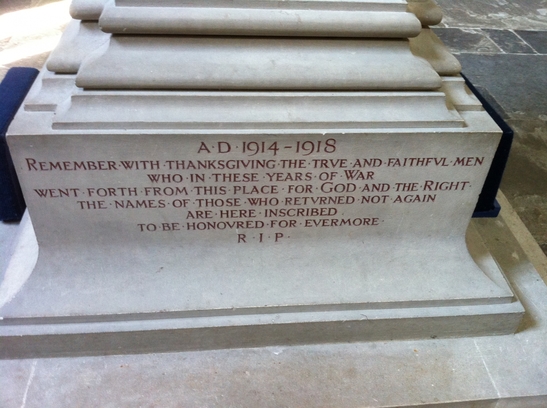 A·D·1914-1918
REMEMBER·WITH·THANKSGIVING·THE·TRVE·AND·FAITHFVL·MEN
WHO·IN·THESE·YEARS·OF·WAR
WENT·FORTH·FROM·THIS·PLACE·FOR·GOD·AND·THE·RIGHT·
THE·NAMES·OF·THOSE·WHO·RETVRNED·NOT·AGAIN
ARE·HERE·INSCRIBED·
TO·BE·HONOVRED·FOR·EVERMORE·
R·I·P·